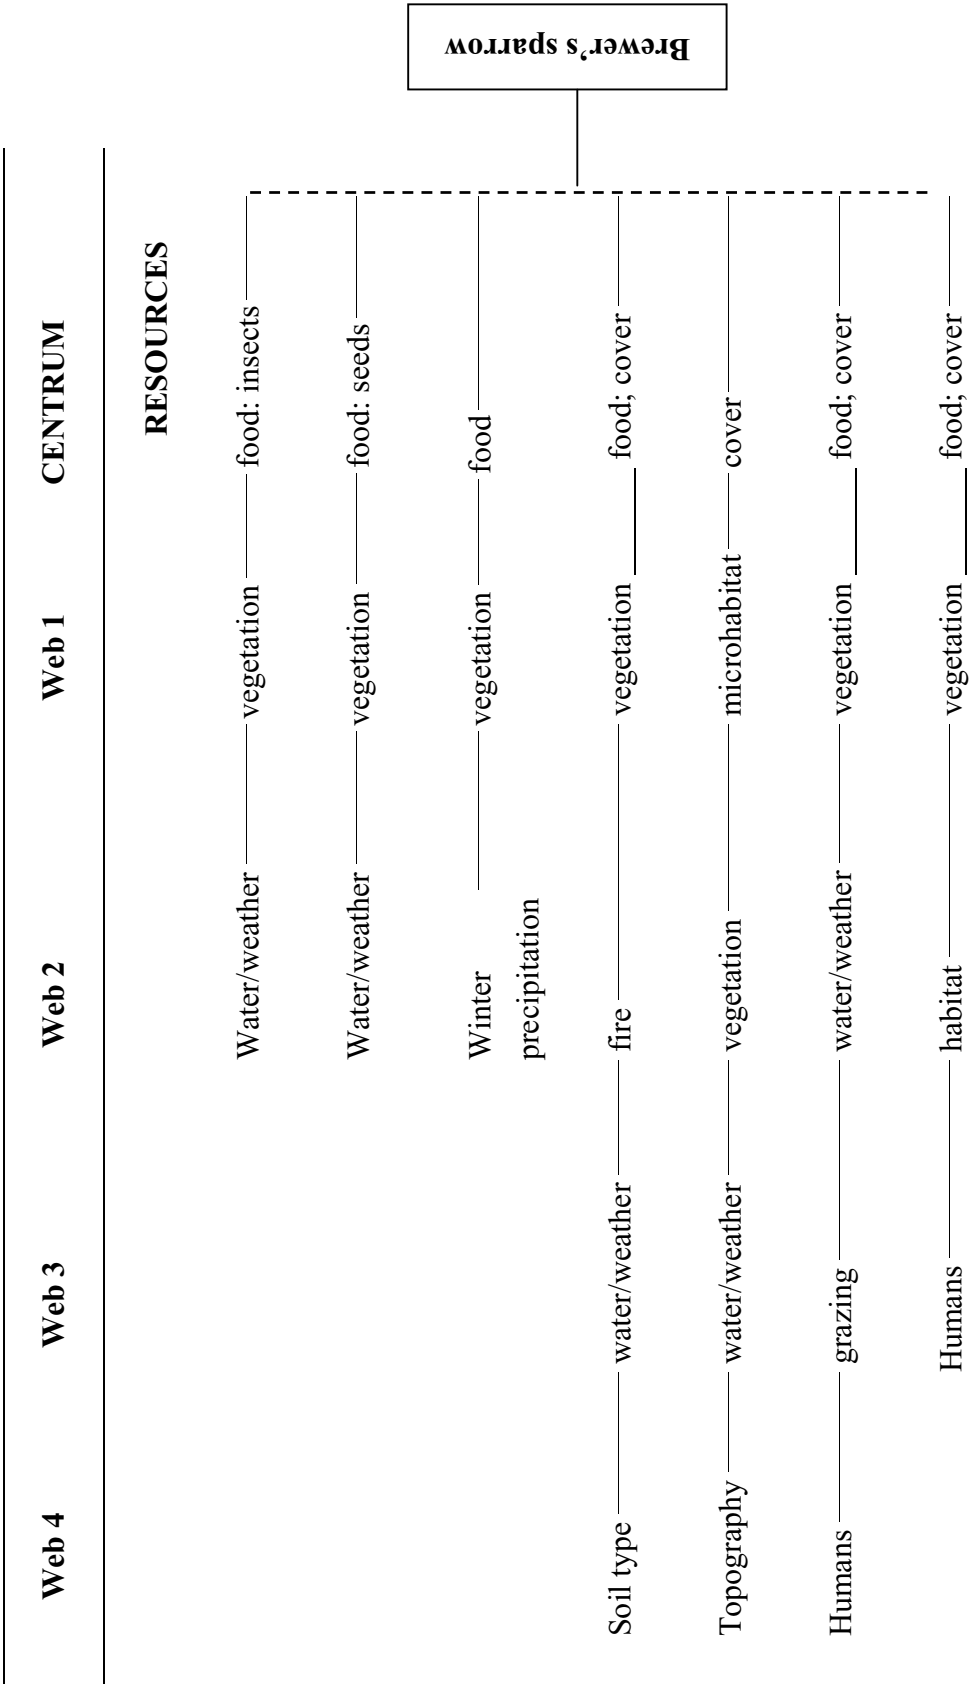 Web 4 Web 3 Web 2 Web 1 CENTRUM
RESOURCES
Water/weather vegetation food: insects
Water/weather vegetation food: seeds
Winter vegetation food
precipitation
Soil type water/weather fire vegetation food; cover
Topography water/weather vegetation microhabitat cover
Humans grazing water/weather vegetation food; cover
Humans habitat vegetation food; cover
Brewer's sparrow